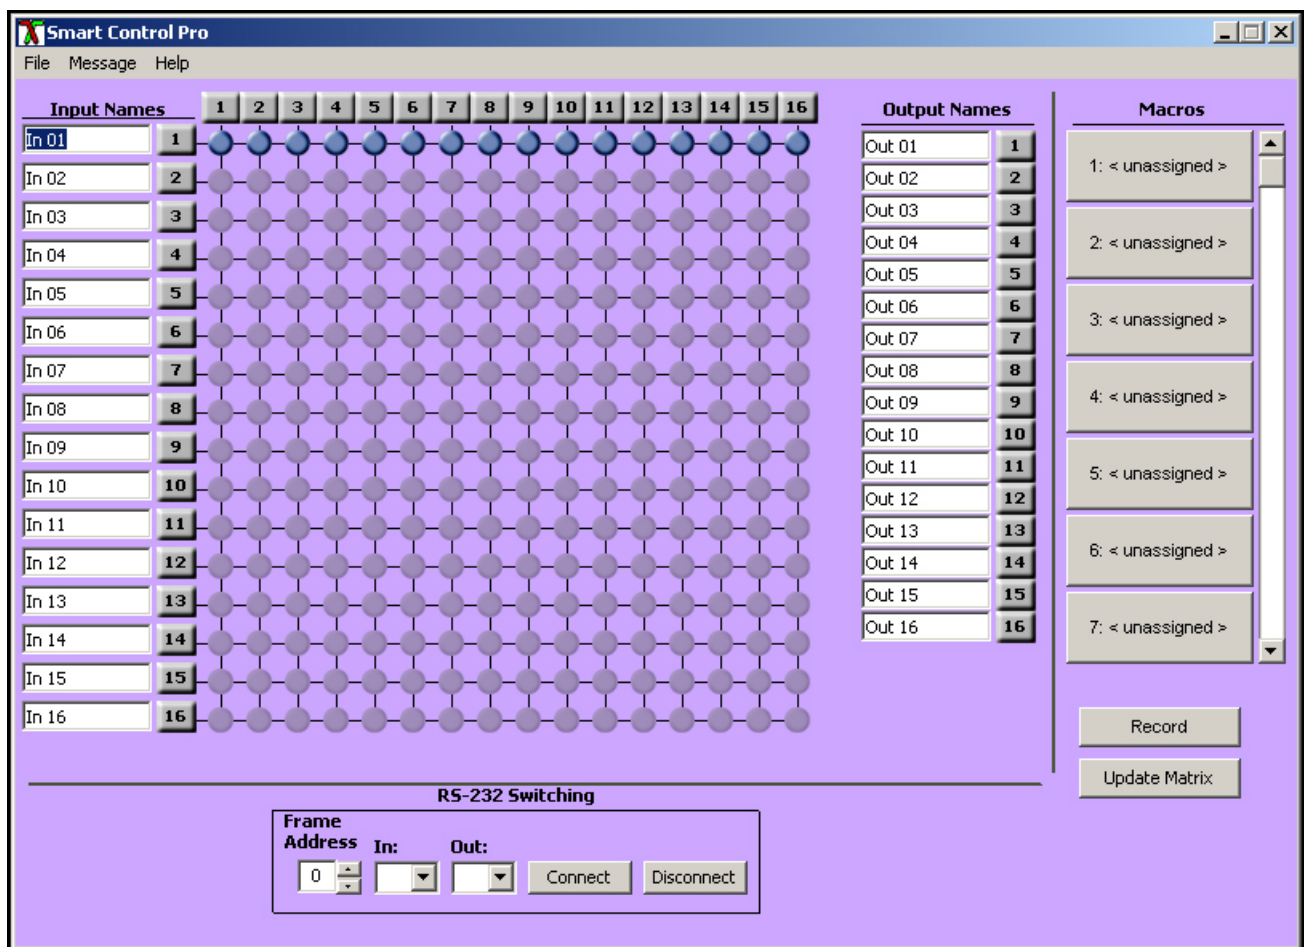 Smart Control Pro
File Message Help
Input Names
1 2 3 4 5 6 7 8 9 10 11 12 13 14 15 16
In 01 1
In 02 2
In 03 3
In 04 4
In 05 5
In 06 6
In 07 7
In 08 8
In 09 9
In 10 10
In 11 11
In 12 12
In 13 13
In 14 14
In 15 15
In 16 16
Output Names
Out 01 1
Out 02 2
Out 03 3
Out 04 4
Out 05 5
Out 06 6
Out 07 7
Out 08 8
Out 09 9
Out 10 10
Out 11 11
Out 12 12
Out 13 13
Out 14 14
Out 15 15
Out 16 16
Macros
1: < unassigned >
2: < unassigned >
3: < unassigned >
4: < unassigned >
5: < unassigned >
6: < unassigned >
7: < unassigned >
Record
Update Matrix
RS-232 Switching
Frame
Address In: Out:
0 Connect Disconnect